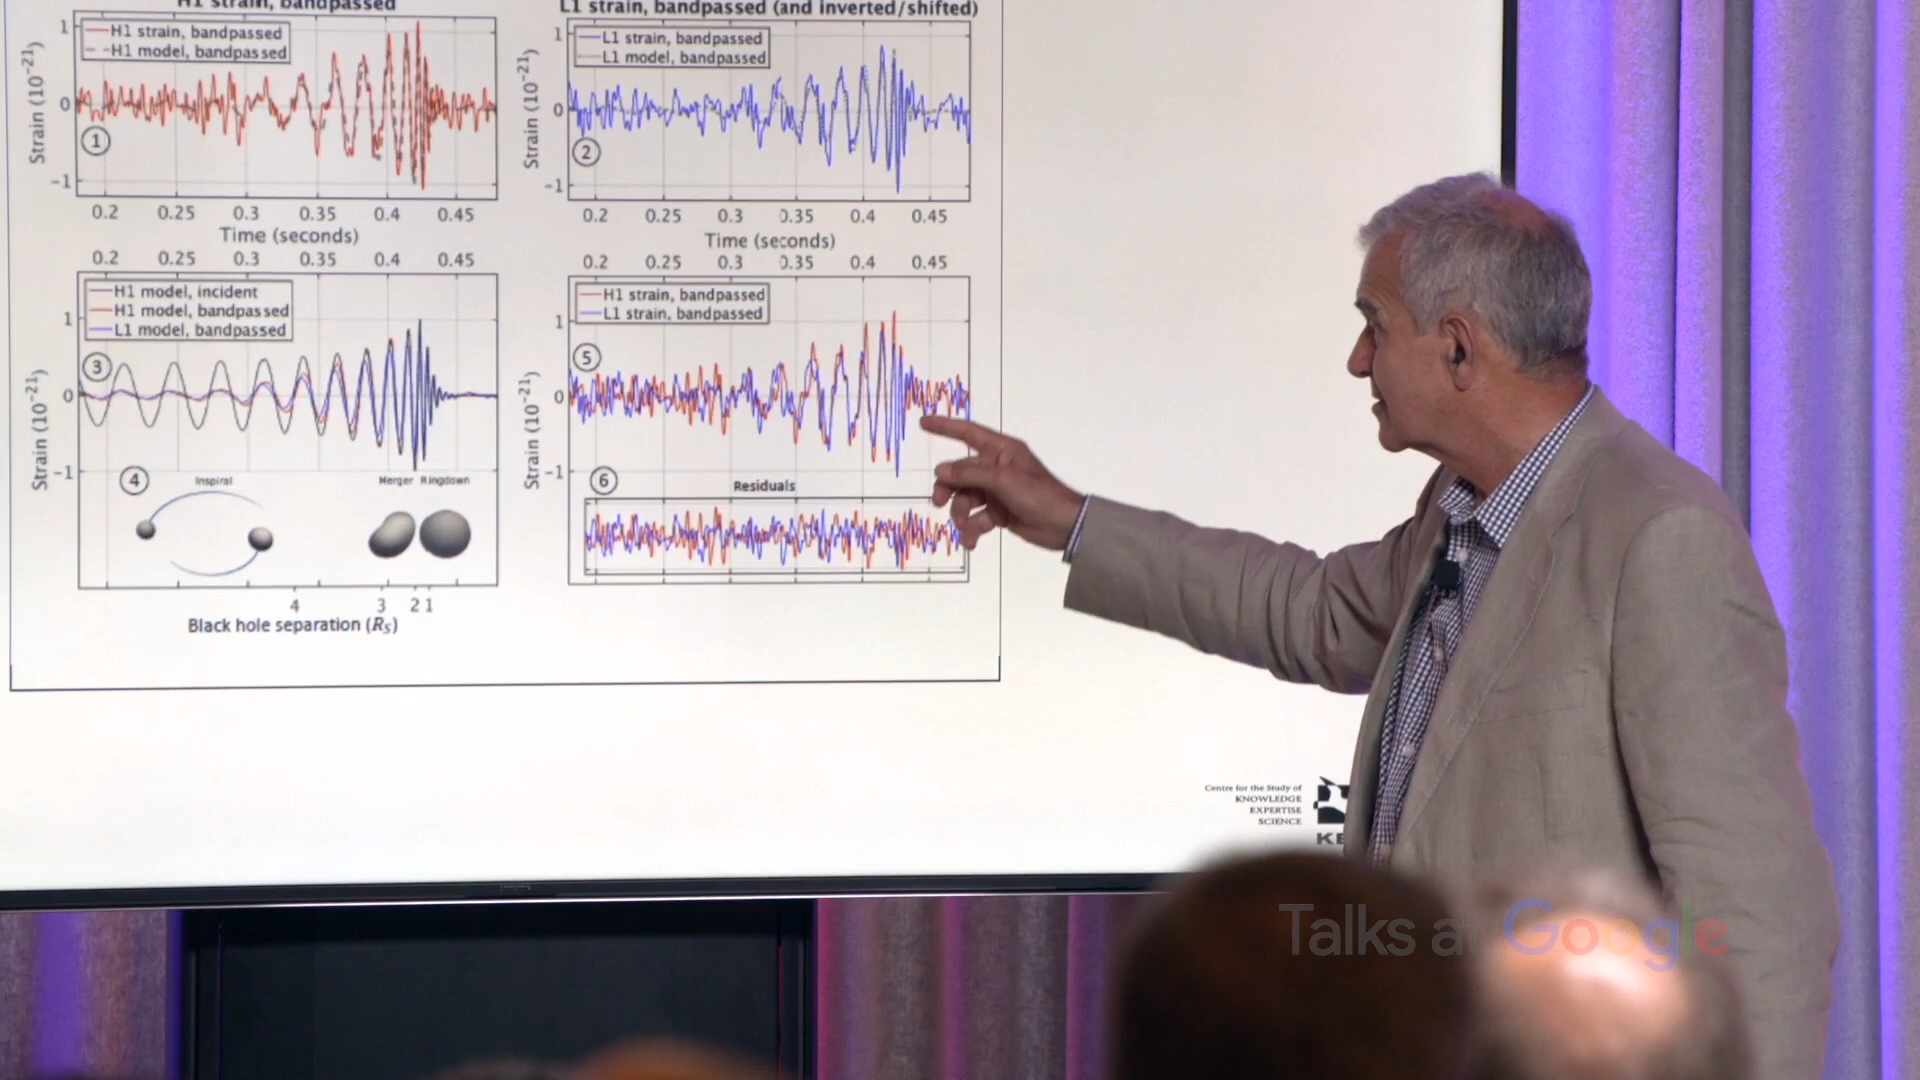 H1 strain, bandpassed
L1 strain, bandpassed (and inverted/shifted)
H1 strain, bandpassed
H1 model, bandpassed
Strain (10⁻²¹)
1
0
−1
①
0.2 0.25 0.3 0.35 0.4 0.45
Time (seconds)
L1 strain, bandpassed
L1 model, bandpassed
Strain (10⁻²¹)
1
0
−1
②
0.2 0.25 0.3 0.35 0.4 0.45
Time (seconds)
0.2 0.25 0.3 0.35 0.4 0.45
H1 model, incident
H1 model, bandpassed
L1 model, bandpassed
Strain (10⁻²¹)
1
0
−1
③
④
Inspiral
Merger Ringdown
4 3 2 1
Black hole separation (R_S)
0.2 0.25 0.3 0.35 0.4 0.45
H1 strain, bandpassed
L1 strain, bandpassed
Strain (10⁻²¹)
1
0
−1
⑤
⑥
Residuals
Centre for the Study of
KNOWLEDGE
EXPERTISE
SCIENCE
Talks at Google